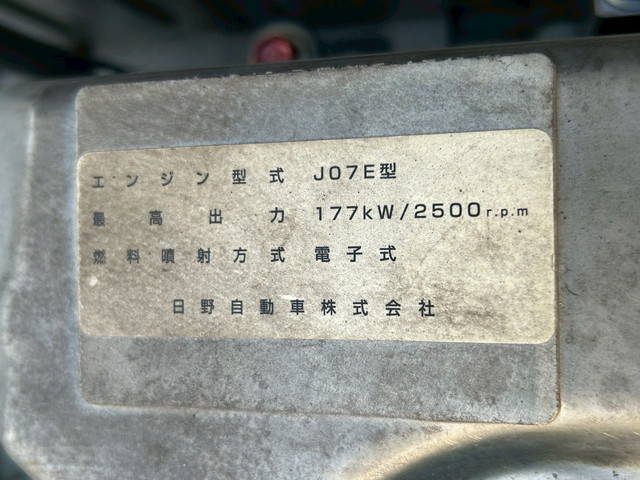 エンジン型式 J07E型
最高出力 177kW/2500r.p.m
燃料噴射方式 電子式
日野自動車株式会社